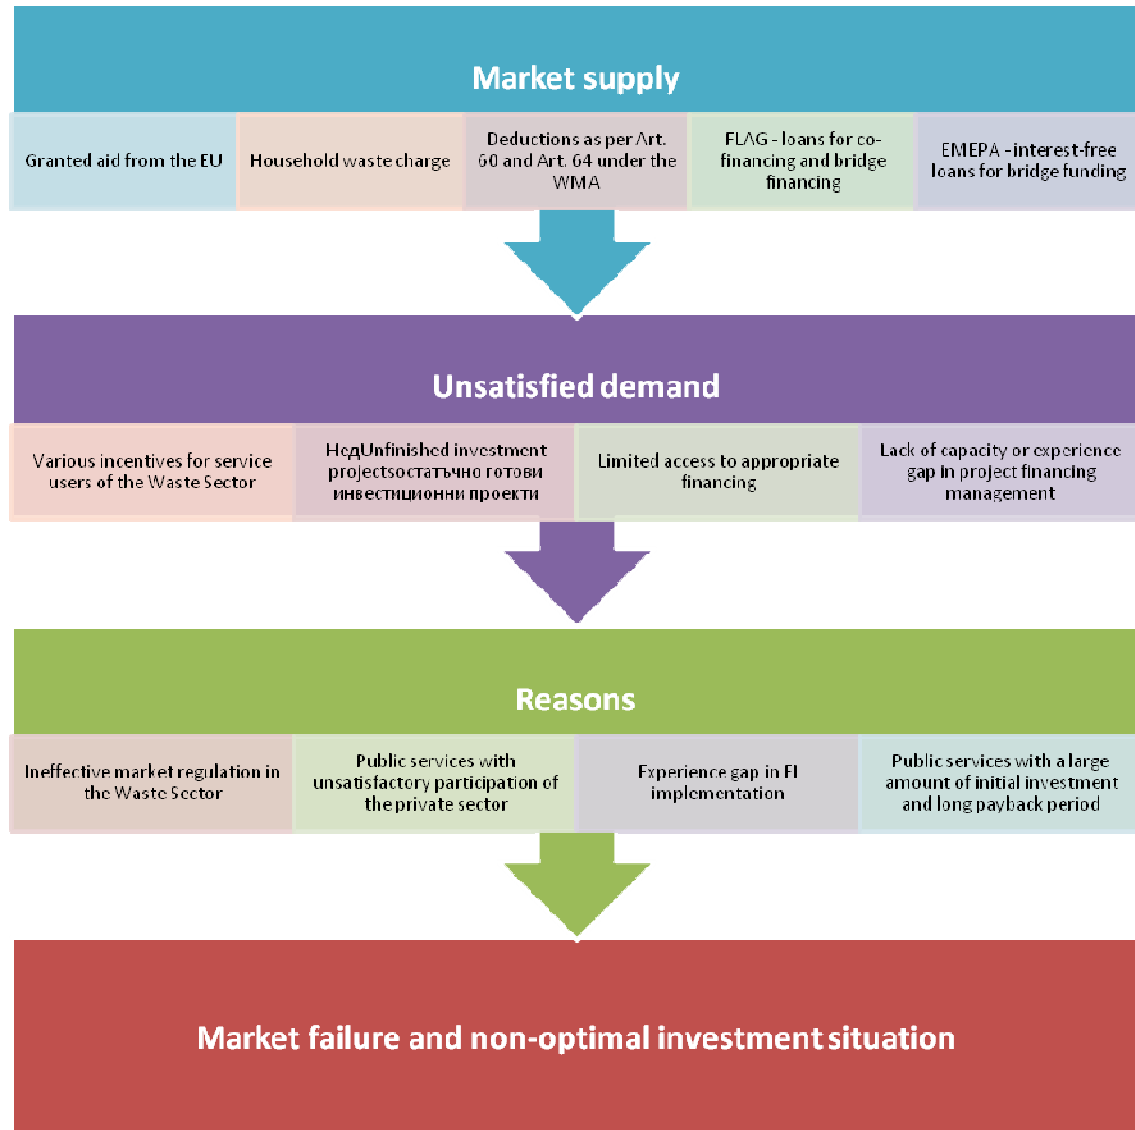 Market supply
Granted aid from the EU
Household waste charge
Deductions as per Art.
60 and Art. 64 under the
WMA
FLAG - loans for co-
financing and bridge
financing
EMEPA - interest-free
loans for bridge funding
Unsatisfied demand
Various incentives for service
users of the Waste Sector
НедUnfinished investment
projectsостатъчно готови
инвестиционни проекти
Limited access to appropriate
financing
Lack of capacity or experience
gap in project financing
management
Reasons
Ineffective market regulation in
the Waste Sector
Public services with
unsatisfactory participation of
the private sector
Experience gap in FI
implementation
Public services with a large
amount of initial investment
and long payback period
Market failure and non-optimal investment situation